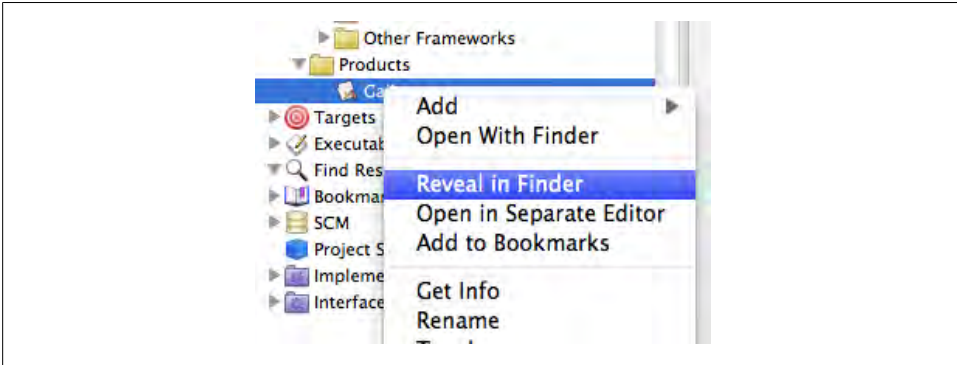 Other Frameworks
Products
Targets
Executab
Find Res
Bookmar
SCM
Project S
Impleme
Interface
Add
Open With Finder
Reveal in Finder
Open in Separate Editor
Add to Bookmarks
Get Info
Rename